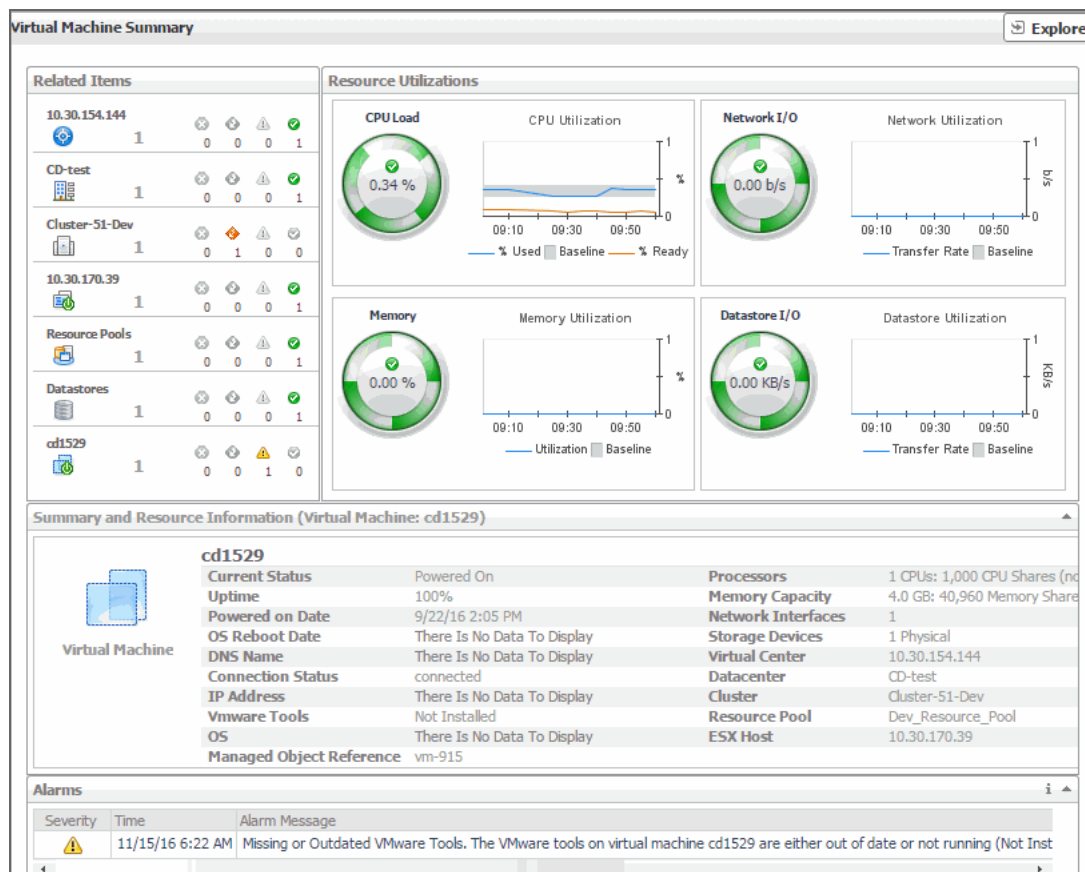 Virtual Machine Summary
Explore
Related Items
10.30.154.144
1
0 0 0 1
CD-test
1
0 0 0 1
Cluster-51-Dev
1
0 1 0 0
10.30.170.39
1
0 0 0 1
Resource Pools
1
0 0 0 1
Datastores
1
0 0 0 1
cd1529
1
0 0 1 0
Resource Utilizations
CPU Load
0.34 %
CPU Utilization
1
%
0
09:10 09:30 09:50
% Used Baseline % Ready
Network I/O
0.00 b/s
Network Utilization
1
b/s
0
09:10 09:30 09:50
Transfer Rate Baseline
Memory
0.00 %
Memory Utilization
1
%
0
09:10 09:30 09:50
Utilization Baseline
Datastore I/O
0.00 KB/s
Datastore Utilization
1
KB/s
0
09:10 09:30 09:50
Transfer Rate Baseline
Summary and Resource Information (Virtual Machine: cd1529)
Virtual Machine
cd1529
Current Status Powered On Processors 1 CPUs: 1,000 CPU Shares (no
Uptime 100% Memory Capacity 4.0 GB: 40,960 Memory Share
Powered on Date 9/22/16 2:05 PM Network Interfaces 1
OS Reboot Date There Is No Data To Display Storage Devices 1 Physical
DNS Name There Is No Data To Display Virtual Center 10.30.154.144
Connection Status connected Datacenter CD-test
IP Address There Is No Data To Display Cluster Cluster-51-Dev
Vmware Tools Not Installed Resource Pool Dev_Resource_Pool
OS There Is No Data To Display ESX Host 10.30.170.39
Managed Object Reference vm-915
Alarms
Severity Time Alarm Message
11/15/16 6:22 AM Missing or Outdated VMware Tools. The VMware tools on virtual machine cd1529 are either out of date or not running (Not Inst